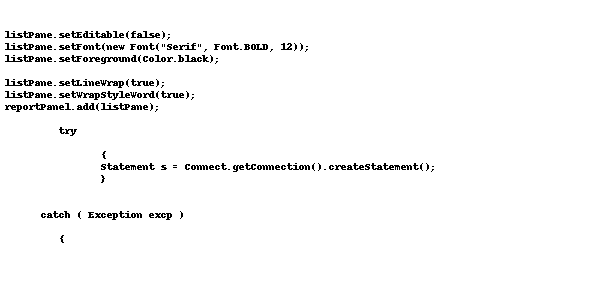 listPane.setEditable(false);
listPane.setFont(new Font("Serif", Font.BOLD, 12));
listPane.setForeground(Color.black);
listPane.setLineWrap(true);
listPane.setWrapStyleWord(true);
reportPanel.add(listPane);
try
{
Statement s = Connect.getConnection().createStatement();
}
catch ( Exception excp )
{